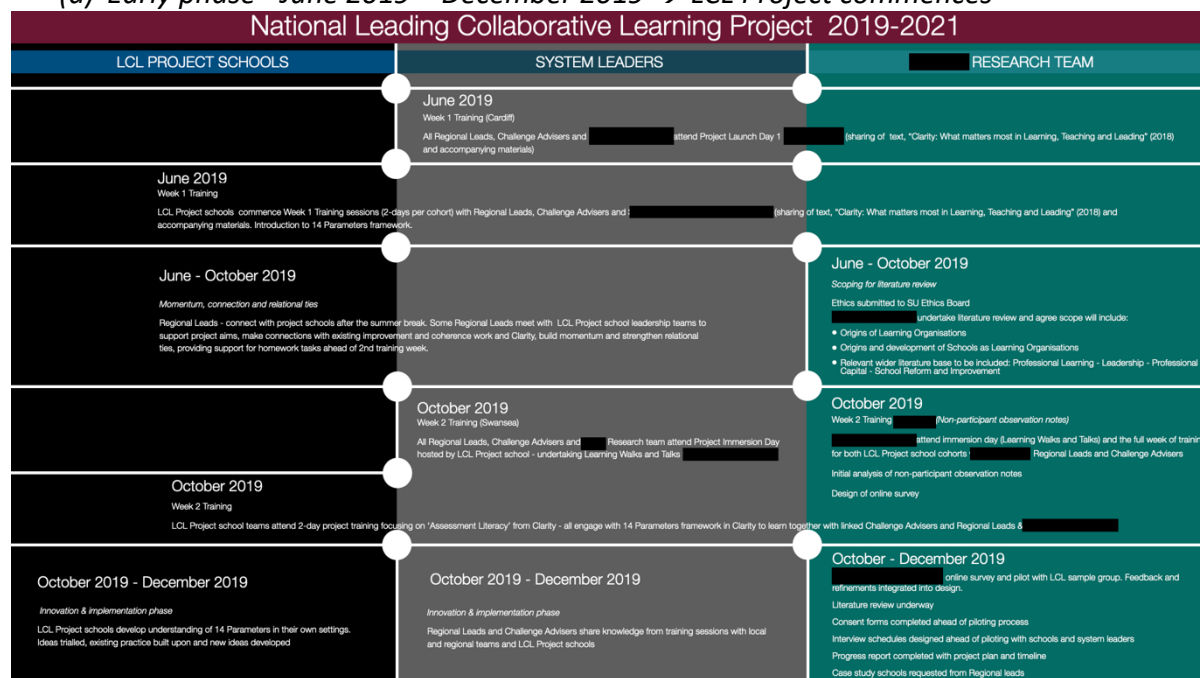 (a) Early phase - June 2019 – December 2019 → LCL Project commences
National Leading Collaborative Learning Project 2019-2021
LCL PROJECT SCHOOLS
SYSTEM LEADERS
RESEARCH TEAM
June 2019
Week 1 Training (Cardiff)
All Regional Leads, Challenge Advisers and attend Project Launch Day 1 (sharing of text, "Clarity: What matters most in Learning, Teaching and Leading" (2018)
and accompanying materials)
June 2019
Week 1 Training
LCL Project schools commence Week 1 Training sessions (2-days per cohort) with Regional Leads, Challenge Advisers and (sharing of text, "Clarity: What matters most in Learning, Teaching and Leading" (2018) and
accompanying materials. Introduction to 14 Parameters framework.
June - October 2019
Momentum, connection and relational ties
Regional Leads - connect with project schools after the summer break. Some Regional Leads meet with LCL Project school leadership teams to
support project aims, make connections with existing improvement and coherence work and Clarity, build momentum and strengthen relational
ties, providing support for homework tasks ahead of 2nd training week.
June - October 2019
Scoping for literature review
Ethics submitted to SU Ethics Board
undertake literature review and agree scope will include:
• Origins of Learning Organisations
• Origins and development of Schools as Learning Organisations
• Relevant wider literature base to be included: Professional Learning - Leadership - Professional
Capital - School Reform and Improvement
October 2019
Week 2 Training (Swansea)
All Regional Leads, Challenge Advisers and Research team attend Project Immersion Day
hosted by LCL Project school - undertaking Learning Walks and Talks
October 2019
Week 2 Training (Non-participant observation notes)
attend immersion day (Learning Walks and Talks) and the full week of trainin
for both LCL Project school cohorts Regional Leads and Challenge Advisers
Initial analysis of non-participant observation notes
Design of online survey
October 2019
Week 2 Training
LCL Project school teams attend 2-day project training focusing on 'Assessment Literacy' from Clarity - all engage with 14 Parameters framework in Clarity to learn together with linked Challenge Advisers and Regional Leads &
October 2019 - December 2019
Innovation & implementation phase
LCL Project schools develop understanding of 14 Parameters in their own settings.
Ideas trialled, existing practice built upon and new ideas developed
October 2019 - December 2019
Innovation & implementation phase
Regional Leads and Challenge Advisers share knowledge from training sessions with local
and regional teams and LCL Project schools
October - December 2019
online survey and pilot with LCL sample group. Feedback and
refinements integrated into design.
Literature review underway
Consent forms completed ahead of piloting process
Interview schedules designed ahead of piloting with schools and system leaders
Progress report completed with project plan and timeline
Case study schools requested from Regional leads